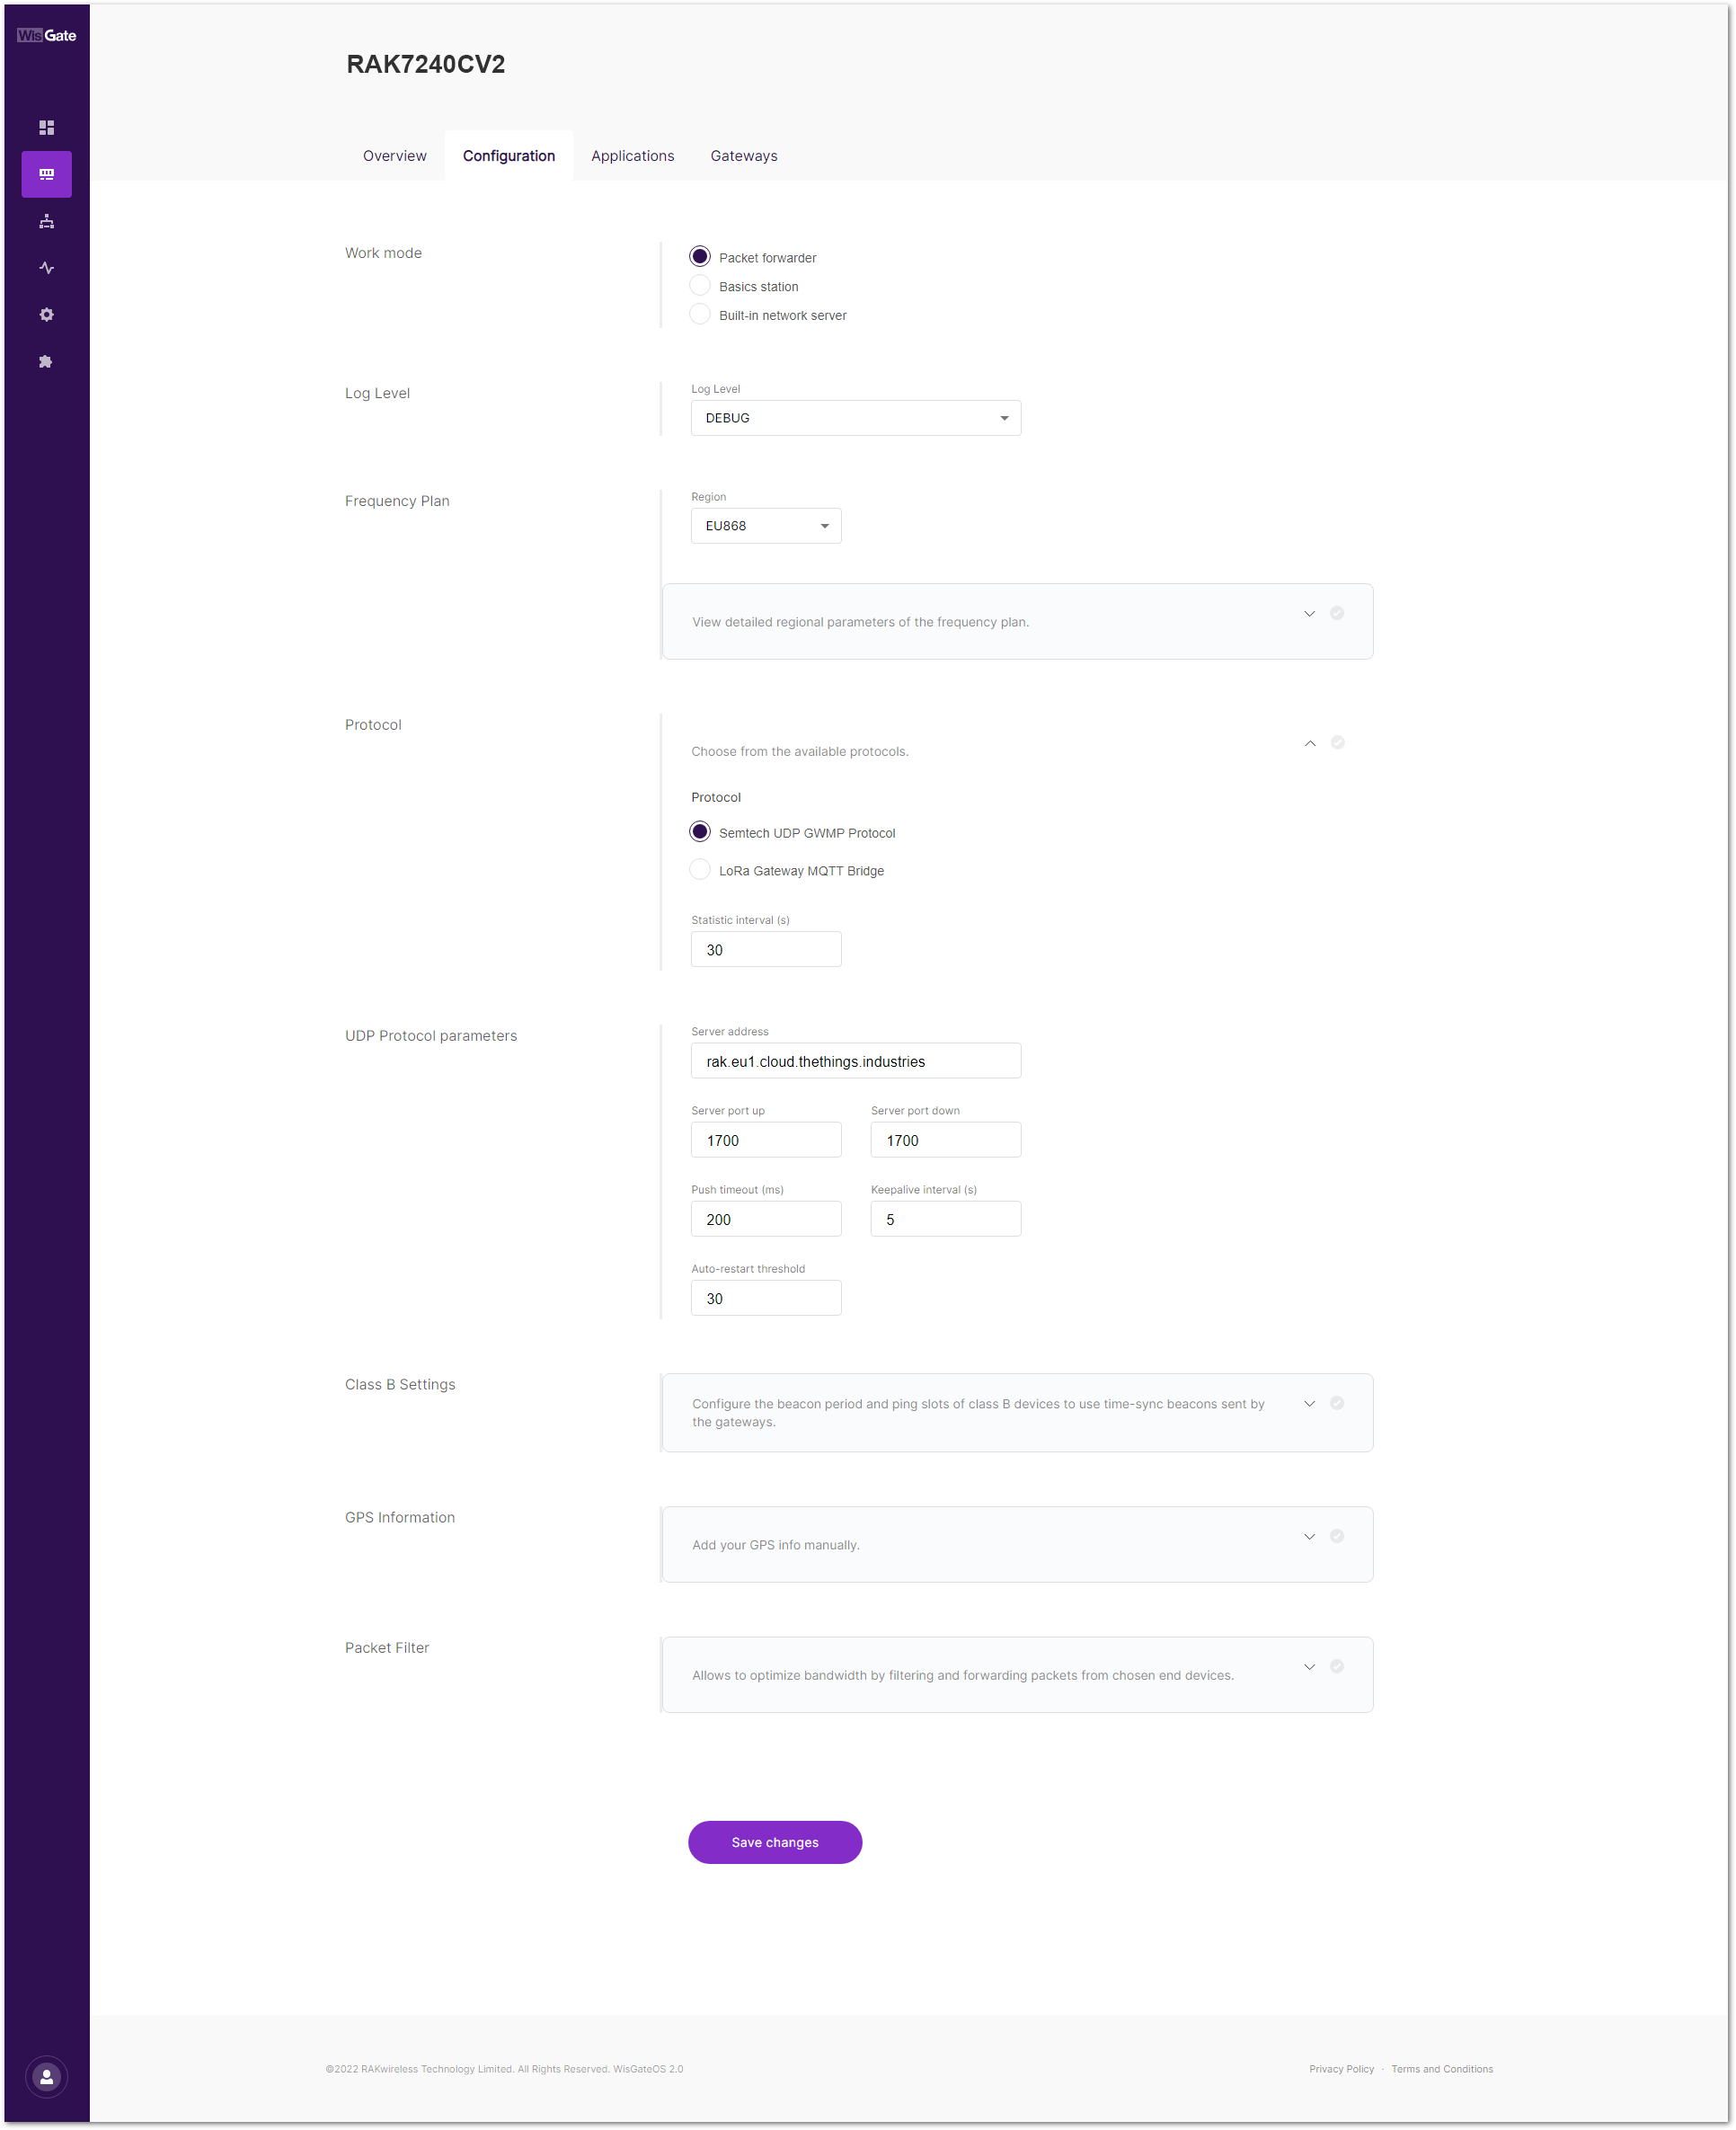 WisGate
RAK7240CV2
Overview Configuration Applications Gateways
Work mode
Packet forwarder
Basics station
Built-in network server
Log Level
Log Level
DEBUG
Frequency Plan
Region
EU868
View detailed regional parameters of the frequency plan.
Protocol
Choose from the available protocols.
Protocol
Semtech UDP GWMP Protocol
LoRa Gateway MQTT Bridge
Statistic interval (s)
30
UDP Protocol parameters
Server address
rak.eu1.cloud.thethings.industries
Server port up Server port down
1700 1700
Push timeout (ms) Keepalive interval (s)
200 5
Auto-restart threshold
30
Class B Settings
Configure the beacon period and ping slots of class B devices to use time-sync beacons sent by
the gateways.
GPS Information
Add your GPS info manually.
Packet Filter
Allows to optimize bandwidth by filtering and forwarding packets from chosen end devices.
Save changes
©2022 RAKwireless Technology Limited. All Rights Reserved. WisGateOS 2.0 Privacy Policy - Terms and Conditions